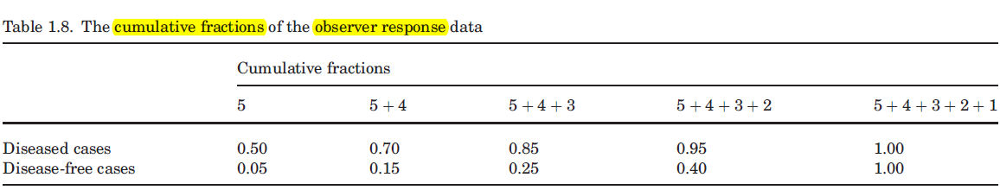 Table 1.8. The cumulative fractions of the observer response data
Cumulative fractions
5 5 + 4 5 + 4 + 3 5 + 4 + 3 + 2 5 + 4 + 3 + 2 + 1
Diseased cases 0.50 0.70 0.85 0.95 1.00
Disease-free cases 0.05 0.15 0.25 0.40 1.00